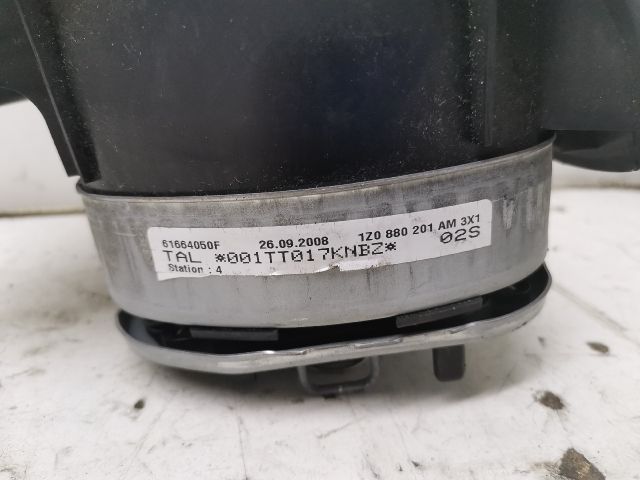 61664050F 26.09.2008 1Z0 880 201 AM 3X1
TAL *001TT017KNBZ* 02S
Station : 4